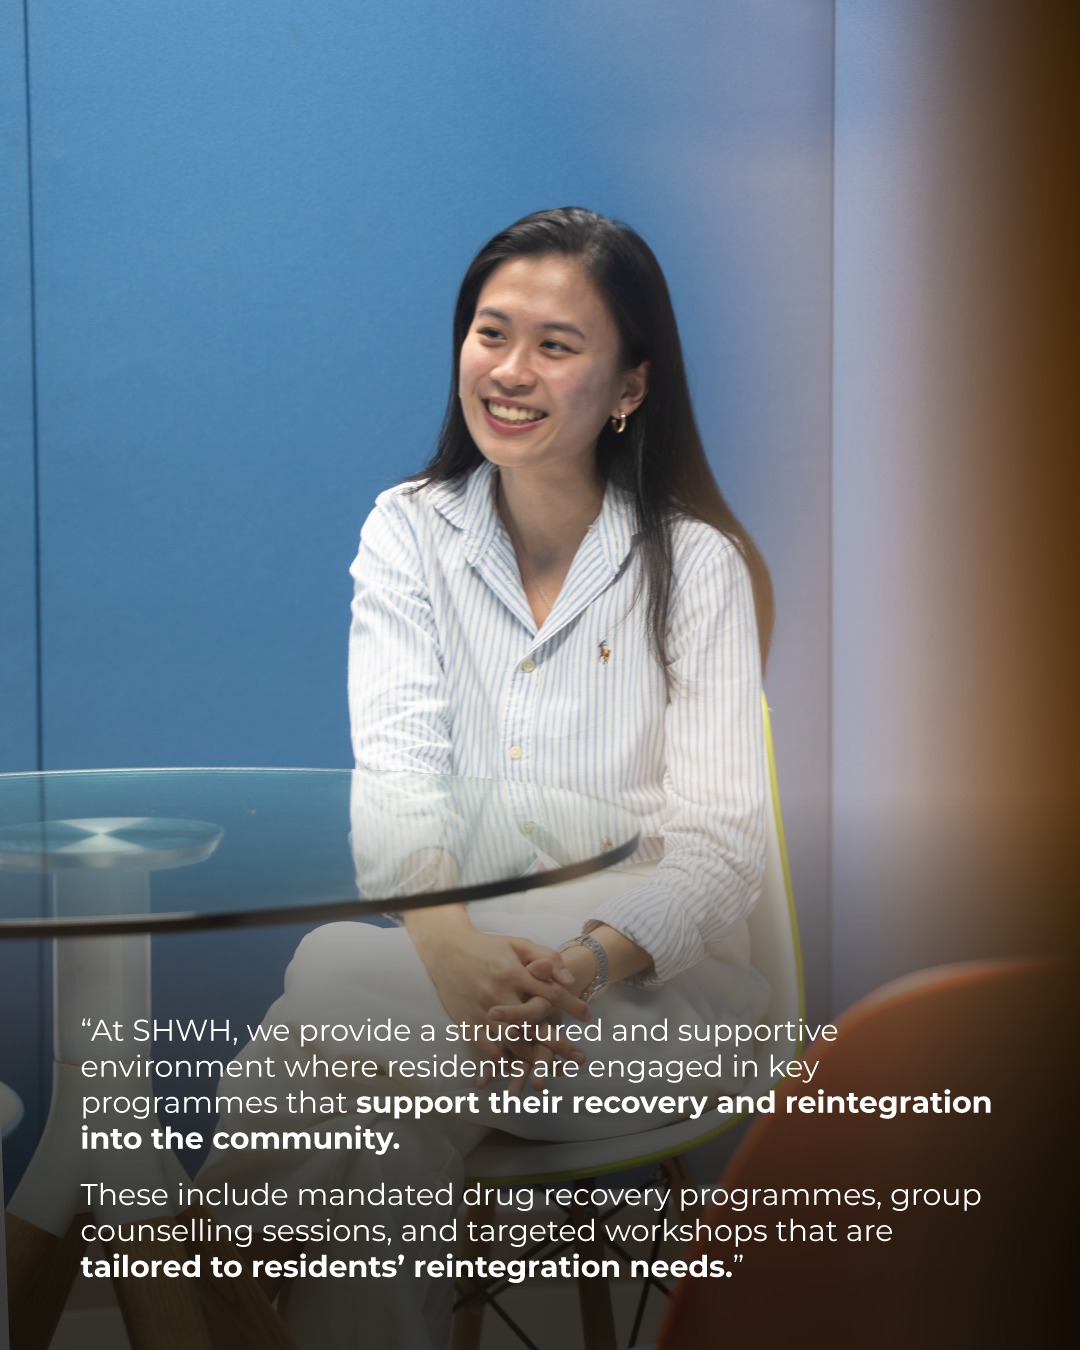 “At SHWH, we provide a structured and supportive
environment where residents are engaged in key
programmes that support their recovery and reintegration
into the community.
These include mandated drug recovery programmes, group
counselling sessions, and targeted workshops that are
tailored to residents’ reintegration needs.”